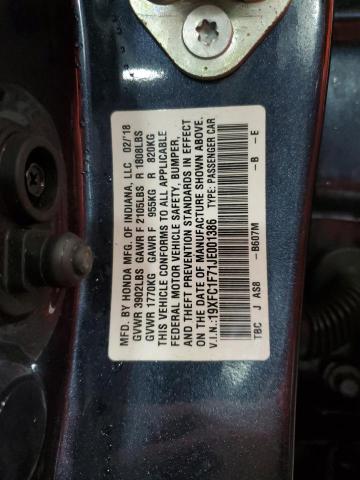 MFD. BY HONDA MFG. OF INDIANA, LLC 02/18
GVWR 3902LBS GAWR F 2105LBS R 1808LBS
GVWR 1770KG GAWR F 955KG R 820KG
THIS VEHICLE CONFORMS TO ALL APPLICABLE
FEDERAL MOTOR VEHICLE SAFETY, BUMPER,
AND THEFT PREVENTION STANDARDS IN EFFECT
ON THE DATE OF MANUFACTURE SHOWN ABOVE.
V.I.N.:19XFC1F71JE001386 TYPE: PASSENGER CAR
-B607M -B -E
TBC J AS8